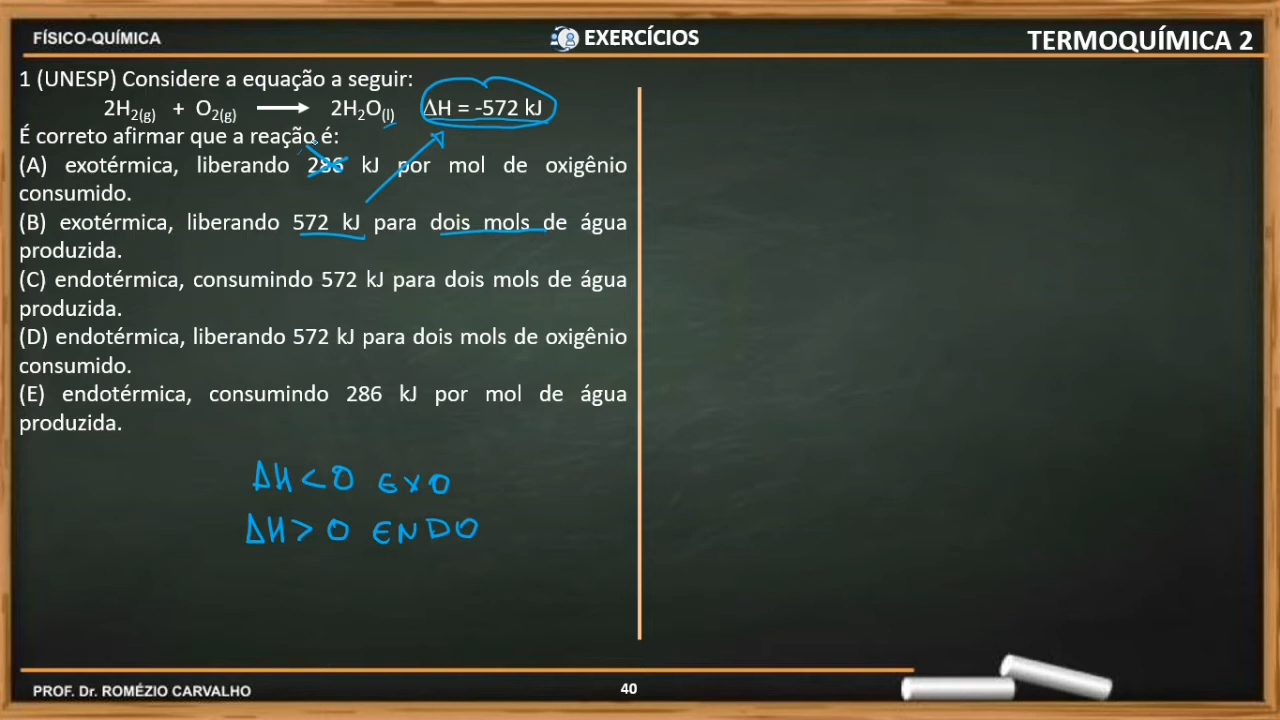 FÍSICO-QUÍMICA
EXERCÍCIOS
TERMOQUÍMICA 2
1 (UNESP) Considere a equação a seguir:
2H2(g) + O2(g) ⟶ 2H2O(l) ΔH = -572 kJ
É correto afirmar que a reação é:
(A) exotérmica, liberando 286 kJ por mol de oxigênio
consumido.
(B) exotérmica, liberando 572 kJ para dois mols de água
produzida.
(C) endotérmica, consumindo 572 kJ para dois mols de água
produzida.
(D) endotérmica, liberando 572 kJ para dois mols de oxigênio
consumido.
(E) endotérmica, consumindo 286 kJ por mol de água
produzida.
ΔH < 0 EXO
ΔH > 0 ENDO
PROF. Dr. ROMÉZIO CARVALHO
40